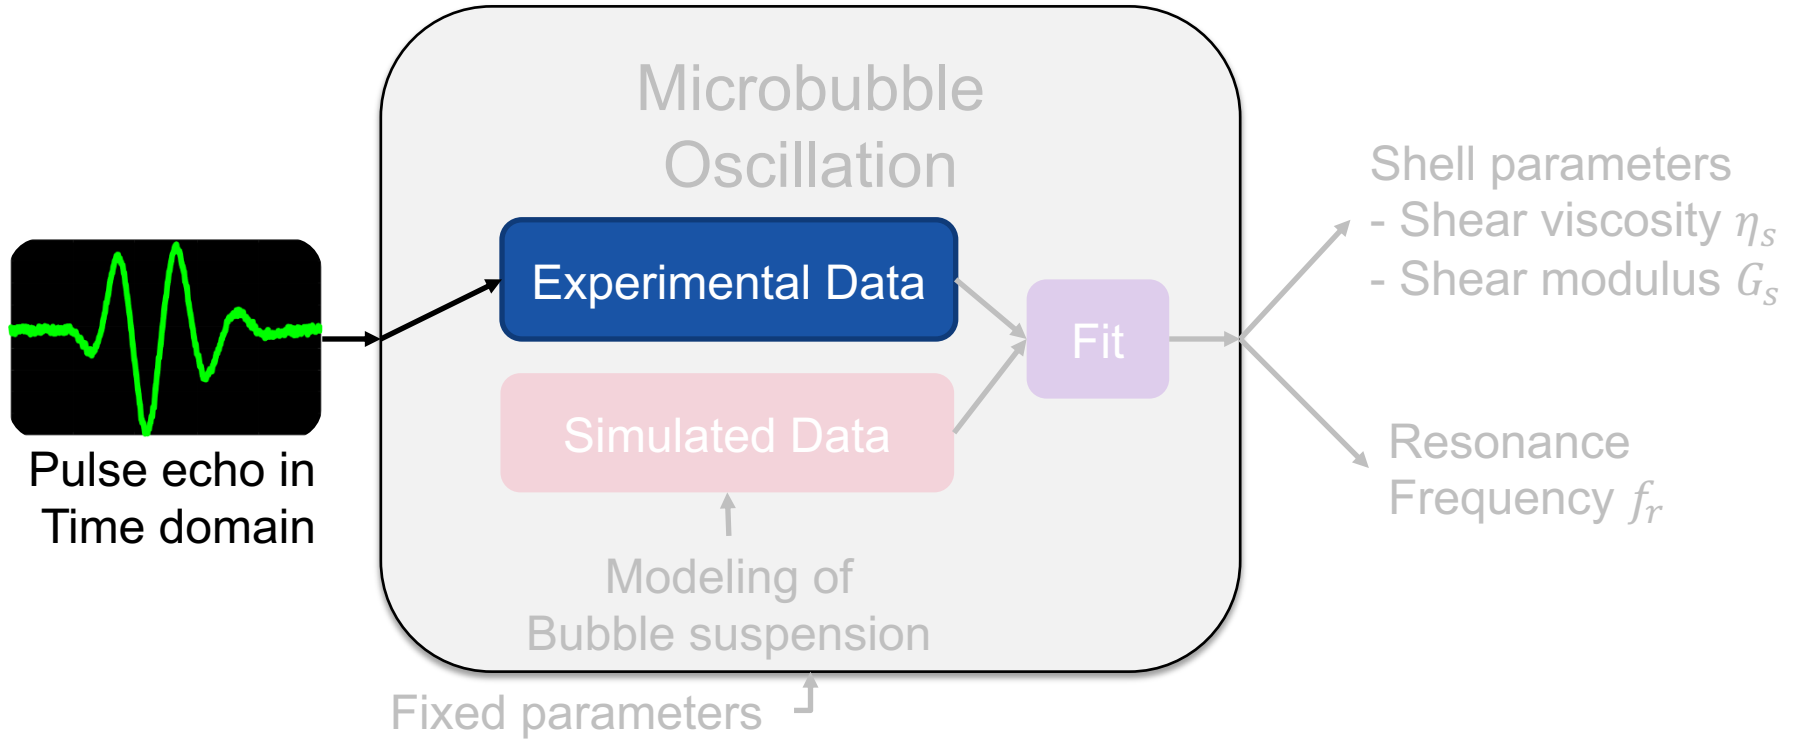 Microbubble
Oscillation
Experimental Data
Simulated Data
Fit
Modeling of
Bubble suspension
Fixed parameters
Pulse echo in
Time domain
Shell parameters
- Shear viscosity ηₛ
- Shear modulus Gₛ
Resonance
Frequency fᵣ